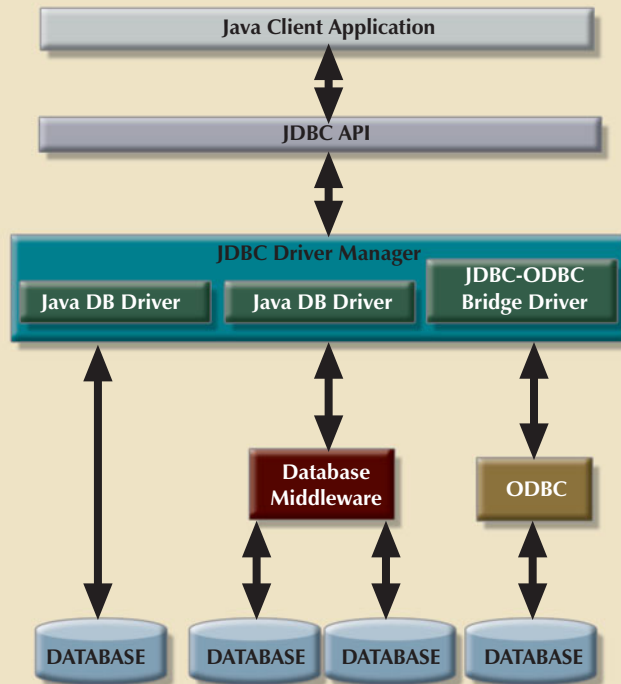 Java Client Application
JDBC API
JDBC Driver Manager
Java DB Driver
Java DB Driver
JDBC-ODBC
Bridge Driver
Database
Middleware
ODBC
DATABASE
DATABASE
DATABASE
DATABASE